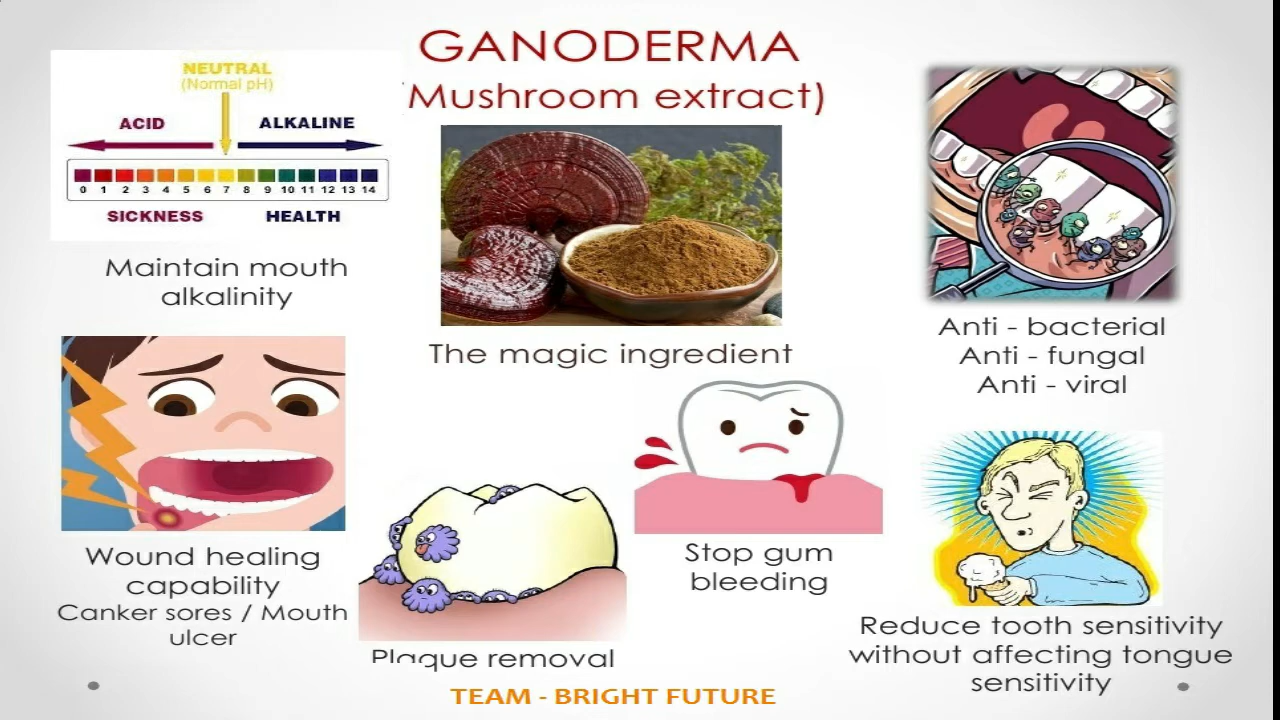 GANODERMA
(Mushroom extract)
NEUTRAL
(Normal pH)
ACID
ALKALINE
0 1 2 3 4 5 6 7 8 9 10 11 12 13 14
SICKNESS
HEALTH
Maintain mouth
alkalinity
The magic ingredient
Anti - bacterial
Anti - fungal
Anti - viral
Wound healing
capability
Canker sores / Mouth
ulcer
Plaque removal
Stop gum
bleeding
Reduce tooth sensitivity
without affecting tongue
sensitivity
TEAM - BRIGHT FUTURE